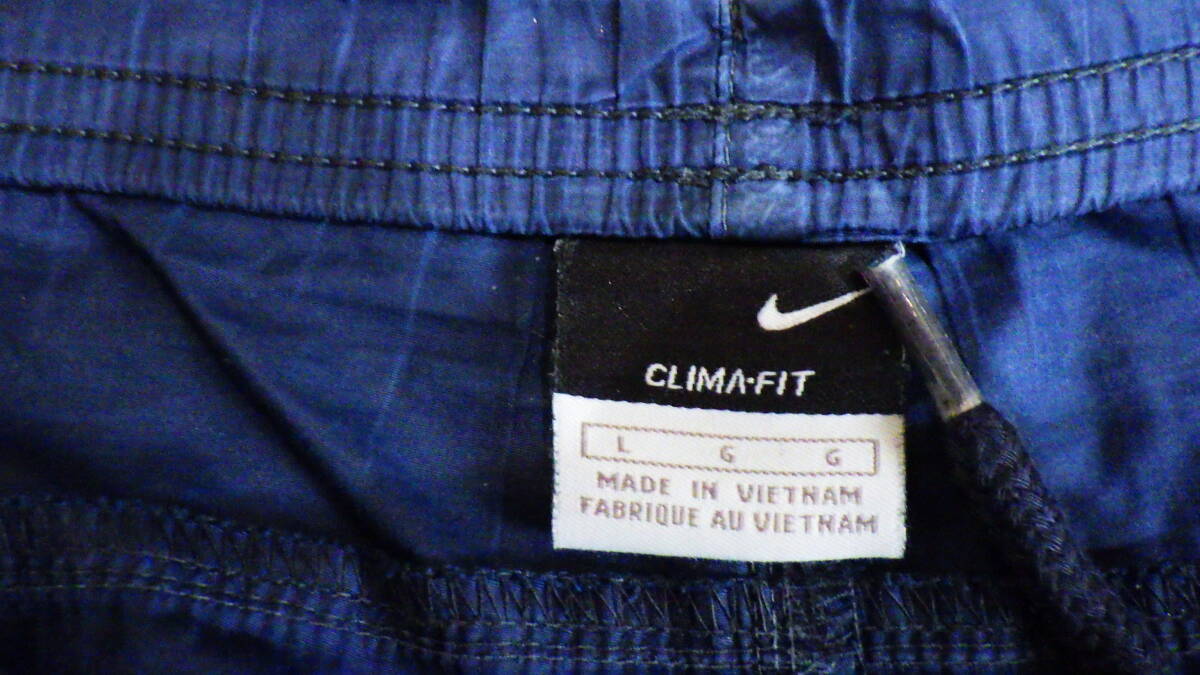 CLIMA-FIT
L G G
MADE IN VIETNAM
FABRIQUE AU VIETNAM